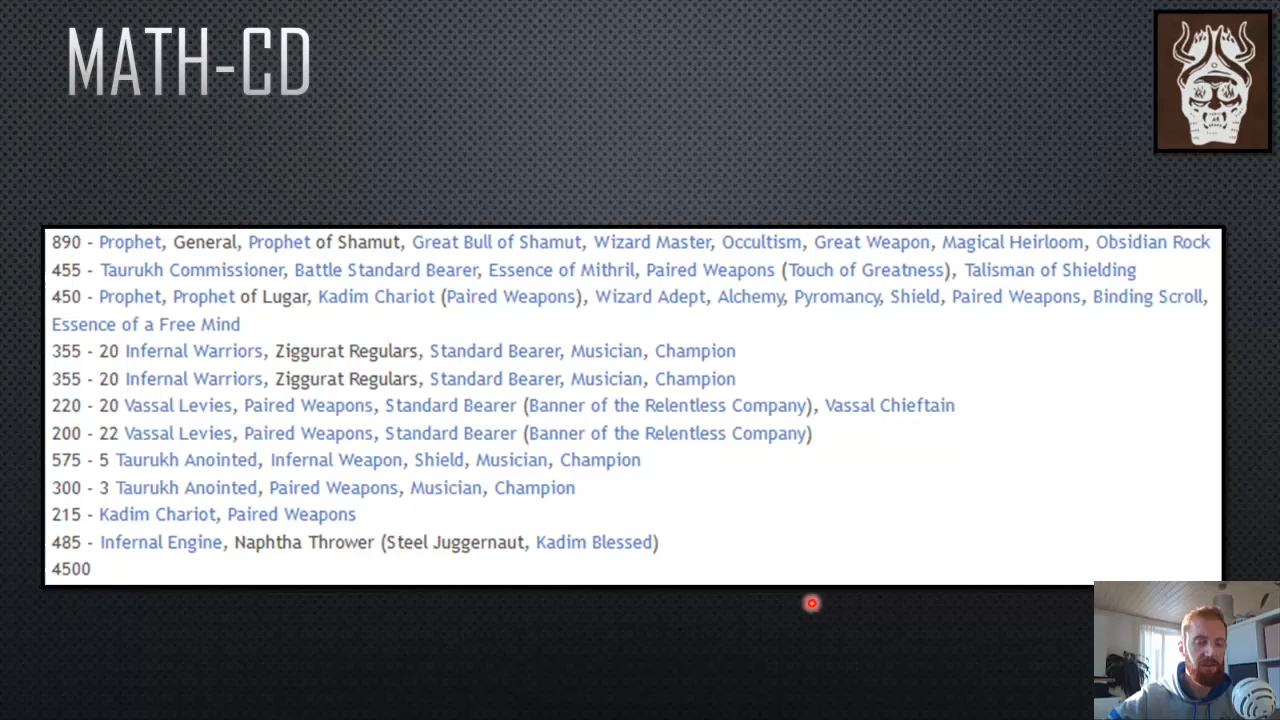 MATH-CD
890 - Prophet, General, Prophet of Shamut, Great Bull of Shamut, Wizard Master, Occultism, Great Weapon, Magical Heirloom, Obsidian Rock
455 - Taurukh Commissioner, Battle Standard Bearer, Essence of Mithril, Paired Weapons (Touch of Greatness), Talisman of Shielding
450 - Prophet, Prophet of Lugar, Kadim Chariot (Paired Weapons), Wizard Adept, Alchemy, Pyromancy, Shield, Paired Weapons, Binding Scroll,
Essence of a Free Mind
355 - 20 Infernal Warriors, Ziggurat Regulars, Standard Bearer, Musician, Champion
355 - 20 Infernal Warriors, Ziggurat Regulars, Standard Bearer, Musician, Champion
220 - 20 Vassal Levies, Paired Weapons, Standard Bearer (Banner of the Relentless Company), Vassal Chieftain
200 - 22 Vassal Levies, Paired Weapons, Standard Bearer (Banner of the Relentless Company)
575 - 5 Taurukh Anointed, Infernal Weapon, Shield, Musician, Champion
300 - 3 Taurukh Anointed, Paired Weapons, Musician, Champion
215 - Kadim Chariot, Paired Weapons
485 - Infernal Engine, Naphtha Thrower (Steel Juggernaut, Kadim Blessed)
4500